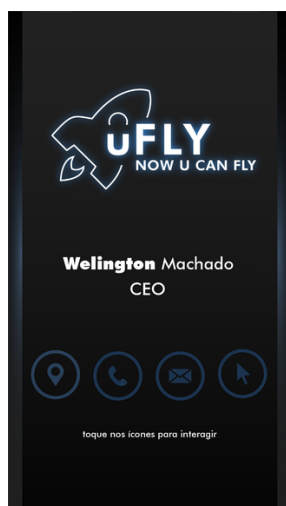 uFLY
NOW U CAN FLY
Welington Machado
CEO
toque nos ícones para interagir